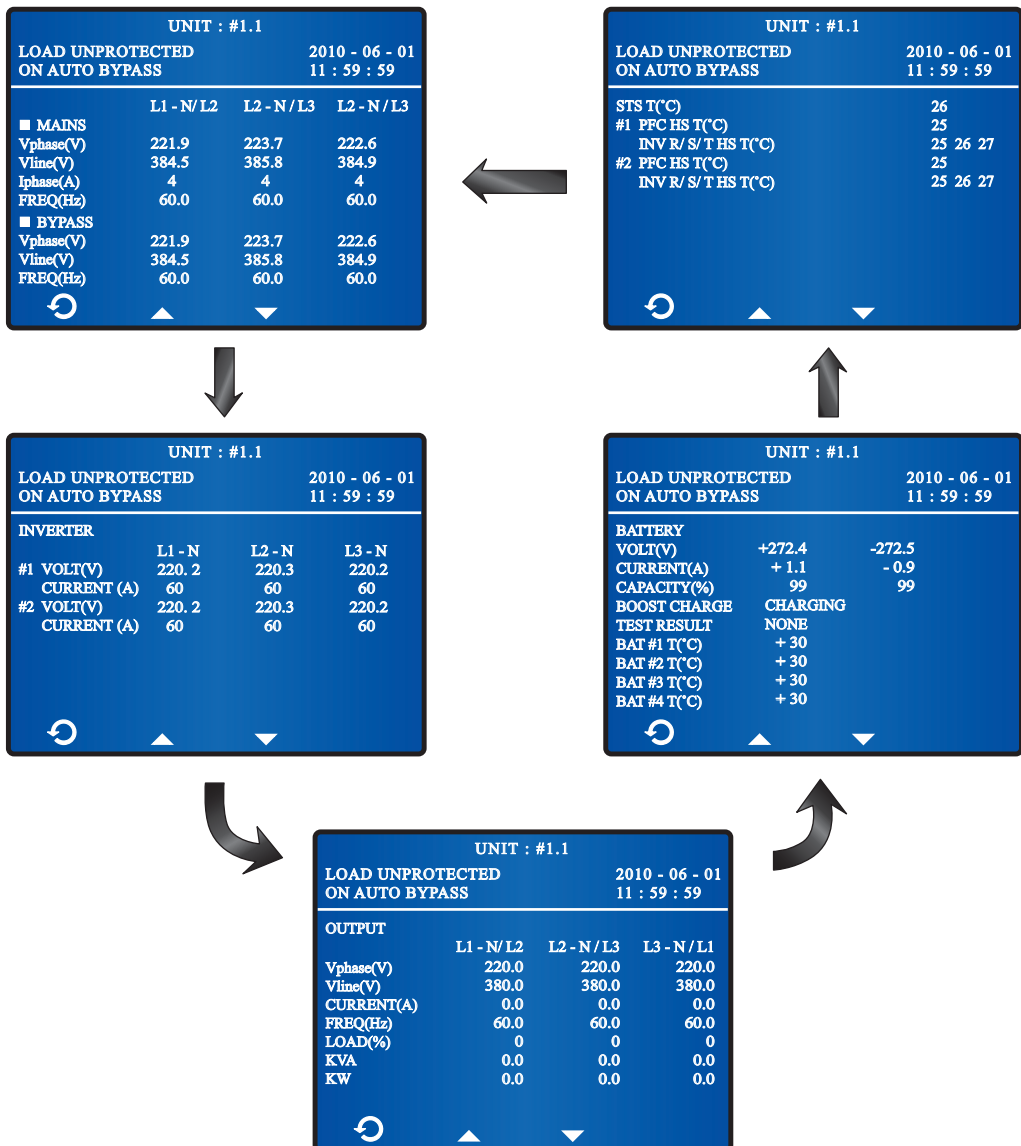 UNIT : #1.1
LOAD UNPROTECTED 2010 - 06 - 01
ON AUTO BYPASS 11 : 59 : 59
L1 - N/ L2 L2 - N / L3 L2 - N / L3
■ MAINS
Vphase(V) 221.9 223.7 222.6
Vline(V) 384.5 385.8 384.9
Iphase(A) 4 4 4
FREQ(Hz) 60.0 60.0 60.0
■ BYPASS
Vphase(V) 221.9 223.7 222.6
Vline(V) 384.5 385.8 384.9
FREQ(Hz) 60.0 60.0 60.0
UNIT : #1.1
LOAD UNPROTECTED 2010 - 06 - 01
ON AUTO BYPASS 11 : 59 : 59
STS T(°C) 26
#1 PFC HS T(°C) 25
INV R/ S/ T HS T(°C) 25 26 27
#2 PFC HS T(°C) 25
INV R/ S/ T HS T(°C) 25 26 27
UNIT : #1.1
LOAD UNPROTECTED 2010 - 06 - 01
ON AUTO BYPASS 11 : 59 : 59
INVERTER
L1 - N L2 - N L3 - N
#1 VOLT(V) 220. 2 220.3 220.2
CURRENT (A) 60 60 60
#2 VOLT(V) 220. 2 220.3 220.2
CURRENT (A) 60 60 60
UNIT : #1.1
LOAD UNPROTECTED 2010 - 06 - 01
ON AUTO BYPASS 11 : 59 : 59
BATTERY
VOLT(V) +272.4 -272.5
CURRENT(A) + 1.1 - 0.9
CAPACITY(%) 99 99
BOOST CHARGE CHARGING
TEST RESULT NONE
BAT #1 T(°C) + 30
BAT #2 T(°C) + 30
BAT #3 T(°C) + 30
BAT #4 T(°C) + 30
UNIT : #1.1
LOAD UNPROTECTED 2010 - 06 - 01
ON AUTO BYPASS 11 : 59 : 59
OUTPUT
L1 - N/ L2 L2 - N / L3 L3 - N / L1
Vphase(V) 220.0 220.0 220.0
Vline(V) 380.0 380.0 380.0
CURRENT(A) 0.0 0.0 0.0
FREQ(Hz) 60.0 60.0 60.0
LOAD(%) 0 0 0
KVA 0.0 0.0 0.0
KW 0.0 0.0 0.0